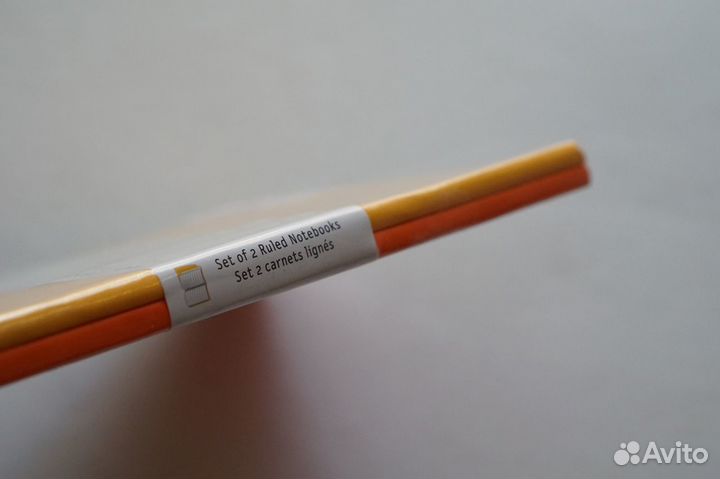 Set of 2 Ruled Notebooks
Set 2 carnets lignés
Avito